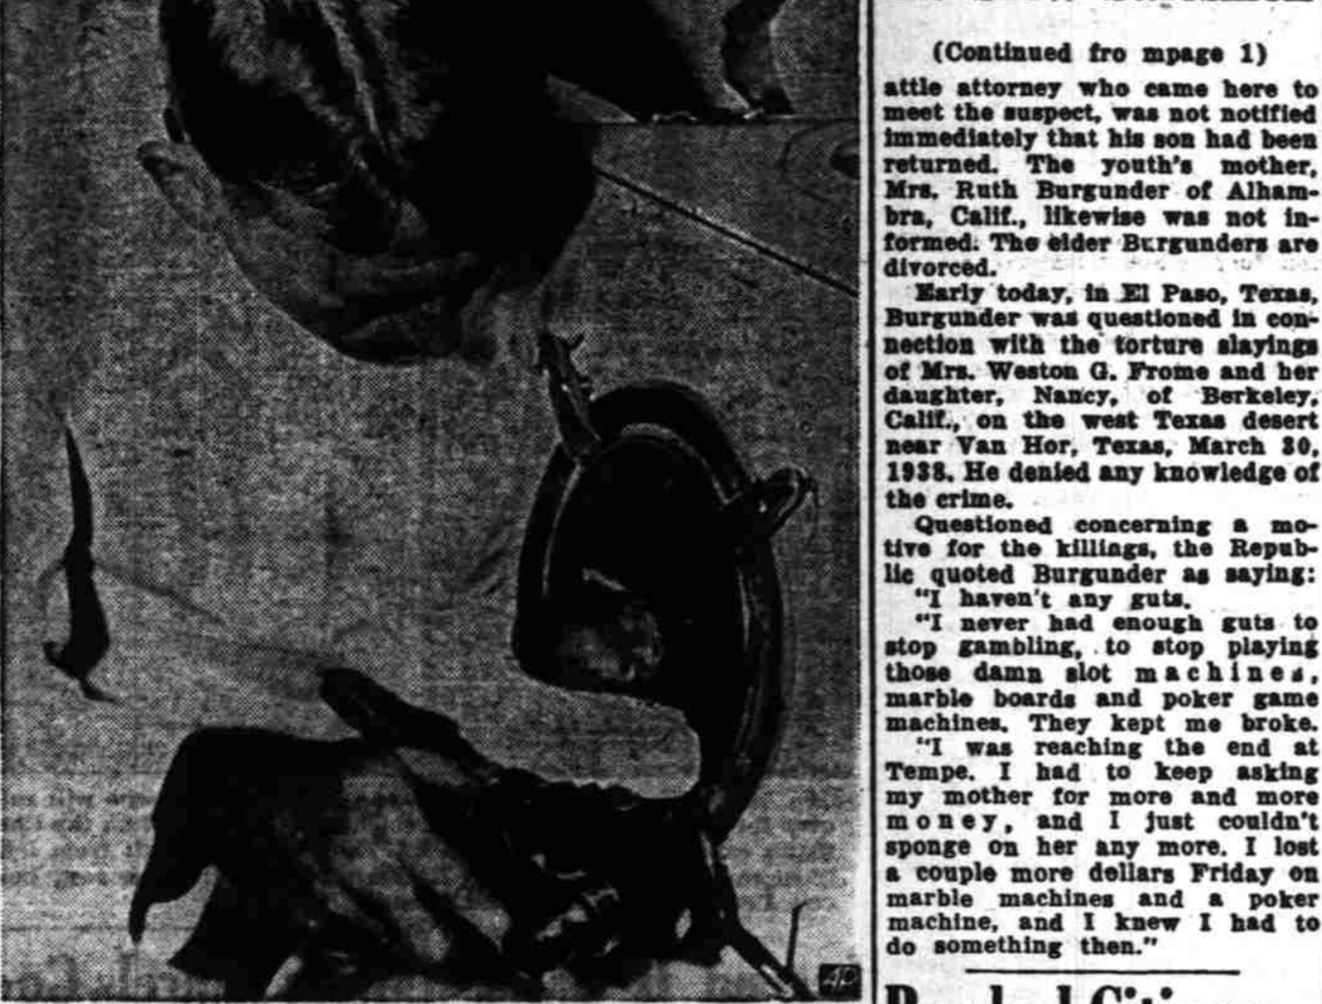 (Continued fro mpage 1)
attle attorney who came here to
meet the suspect, was not notified
immediately that his son had been
returned. The youth's mother,
Mrs. Ruth Burgunder of Alham-
bra, Calif., likewise was not in-
formed. The elder Burgunders are
divorced.
Early today, in El Paso, Texas,
Burgunder was questioned in con-
nection with the torture slayings
of Mrs. Weston G. Frome and her
daughter, Nancy, of Berkeley,
Calif., on the west Texas desert
near Van Hor, Texas, March 30,
1938. He denied any knowledge of
the crime.
Questioned concerning a mo-
tive for the killings, the Repub-
lic quoted Burgunder as saying:
"I haven't any guts.
"I never had enough guts to
stop gambling, to stop playing
those damn slot machines,
marble boards and poker game
machines. They kept me broke.
"I was reaching the end at
Tempe. I had to keep asking
my mother for more and more
money, and I just couldn't
sponge on her any more. I lost
a couple more dollars Friday on
marble machines and a poker
machine, and I knew I had to
do something then."
AP